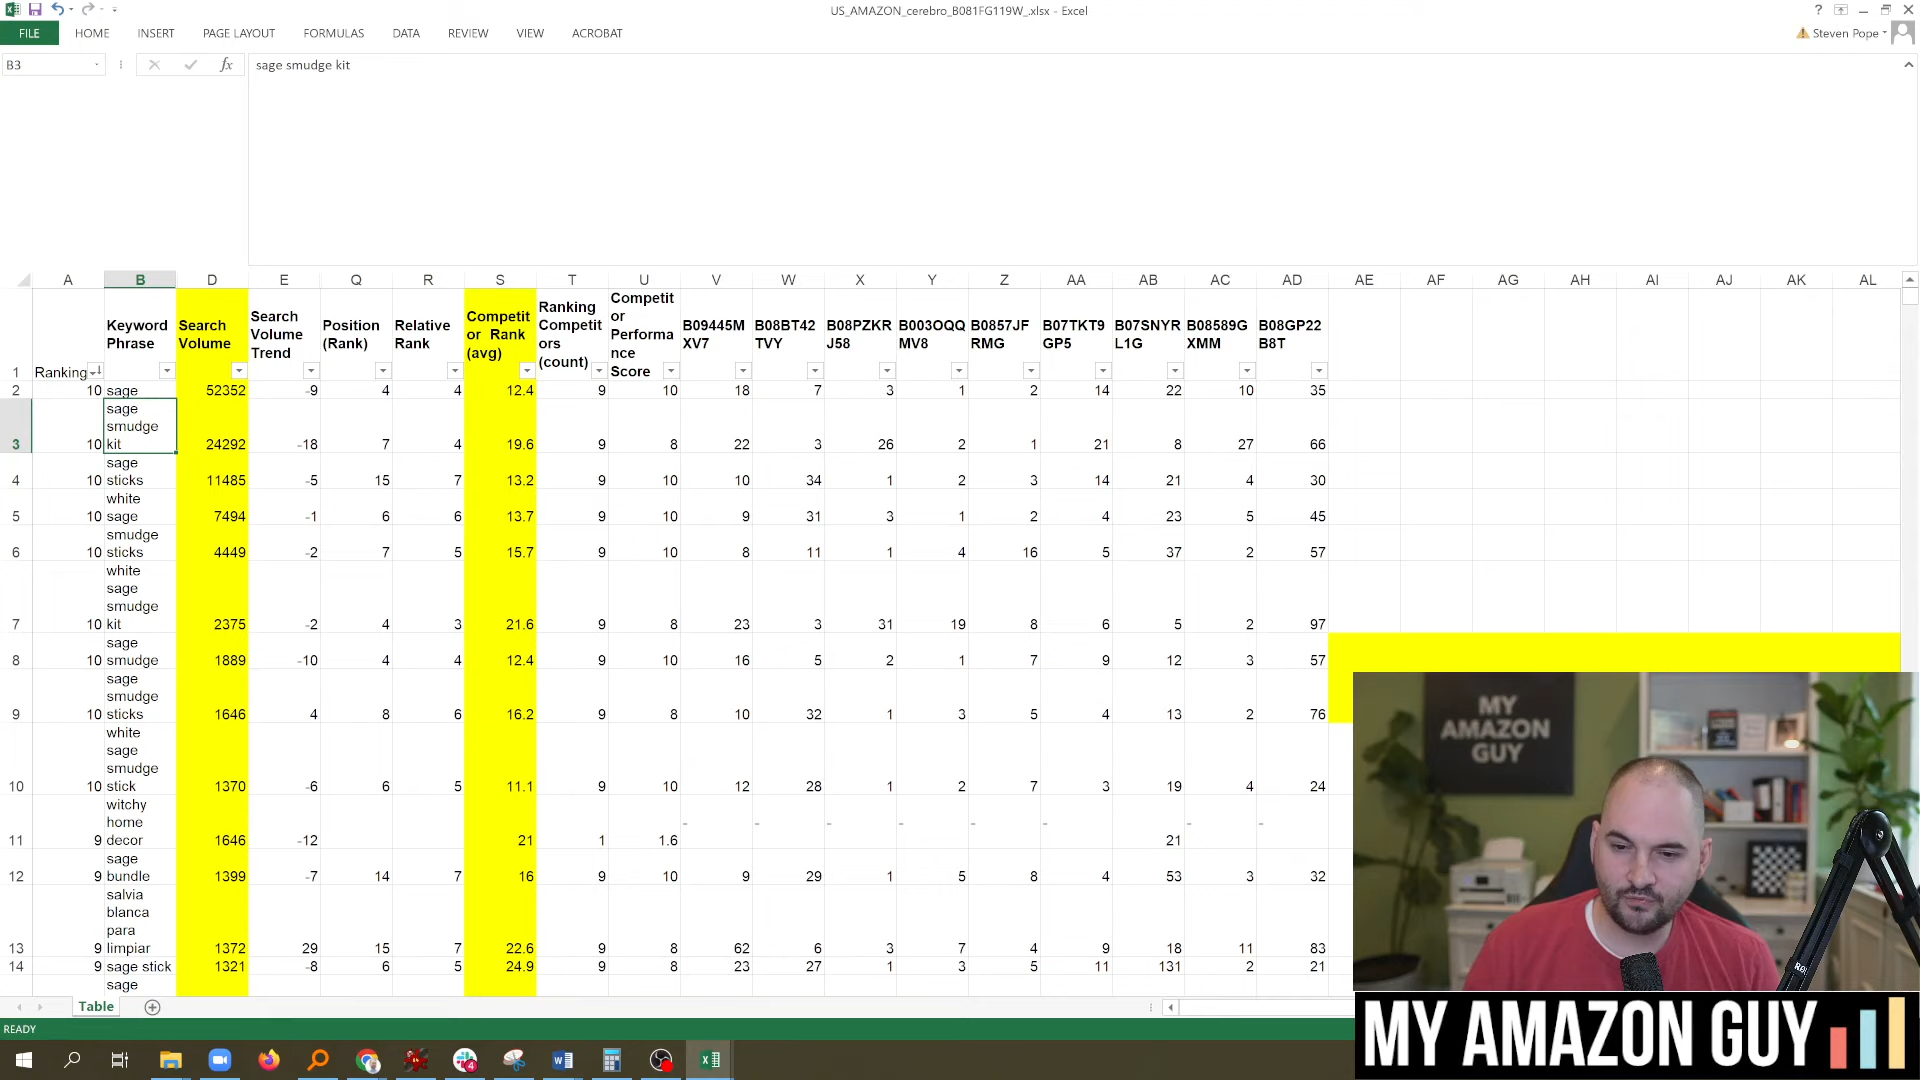 US_AMAZON_cerebro_B081FG119W_.xlsx - Excel
?
FILE HOME INSERT PAGE LAYOUT FORMULAS DATA REVIEW VIEW ACROBAT Steven Pope
B3 fx sage smudge kit
A B D E Q R S T U V W X Y Z AA AB AC AD AE AF AG AH AI AJ AK AL
1 Ranking
Keyword Phrase
Search Volume
Search Volume Trend
Position (Rank)
Relative Rank
Competitor Rank (avg)
Ranking Competitors (count)
Competitor Performance Score
B09445MXV7
B08BT42TVY
B08PZKRJ58
B003OQQMV8
B0857JFRMG
B07TKT9GP5
B07SNYRL1G
B08589GXMM
B08GP22B8T
2 10 sage 52352 -9 4 4 12.4 9 10 18 7 3 1 2 14 22 10 35
3 10 sage smudge kit 24292 -18 7 4 19.6 9 8 22 3 26 2 1 21 8 27 66
4 10 sage sticks 11485 -5 15 7 13.2 9 10 10 34 1 2 3 14 21 4 30
5 10 white sage 7494 -1 6 6 13.7 9 10 9 31 3 1 2 4 23 5 45
6 10 smudge sticks 4449 -2 7 5 15.7 9 10 8 11 1 4 16 5 37 2 57
7 10 white sage smudge kit 2375 -2 4 3 21.6 9 8 23 3 31 19 8 6 5 2 97
8 10 sage smudge 1889 -10 4 4 12.4 9 10 16 5 2 1 7 9 12 3 57
9 10 sage smudge sticks 1646 4 8 6 16.2 9 8 10 32 1 3 5 4 13 2 76
10 10 white sage smudge stick 1370 -6 6 5 11.1 9 10 12 28 1 2 7 3 19 4 24
11 9 witchy home decor 1646 -12 21 1 1.6 - - - - - - 21 - -
12 9 sage bundle 1399 -7 14 7 16 9 10 9 29 1 5 8 4 53 3 32
13 9 salvia blanca para limpiar 1372 29 15 7 22.6 9 8 62 6 3 7 4 9 18 11 83
14 9 sage stick 1321 -8 6 5 24.9 9 8 23 27 1 3 5 11 131 2 21
sage
Table
READY
MY
AMAZON
GUY
MY AMAZON GUY